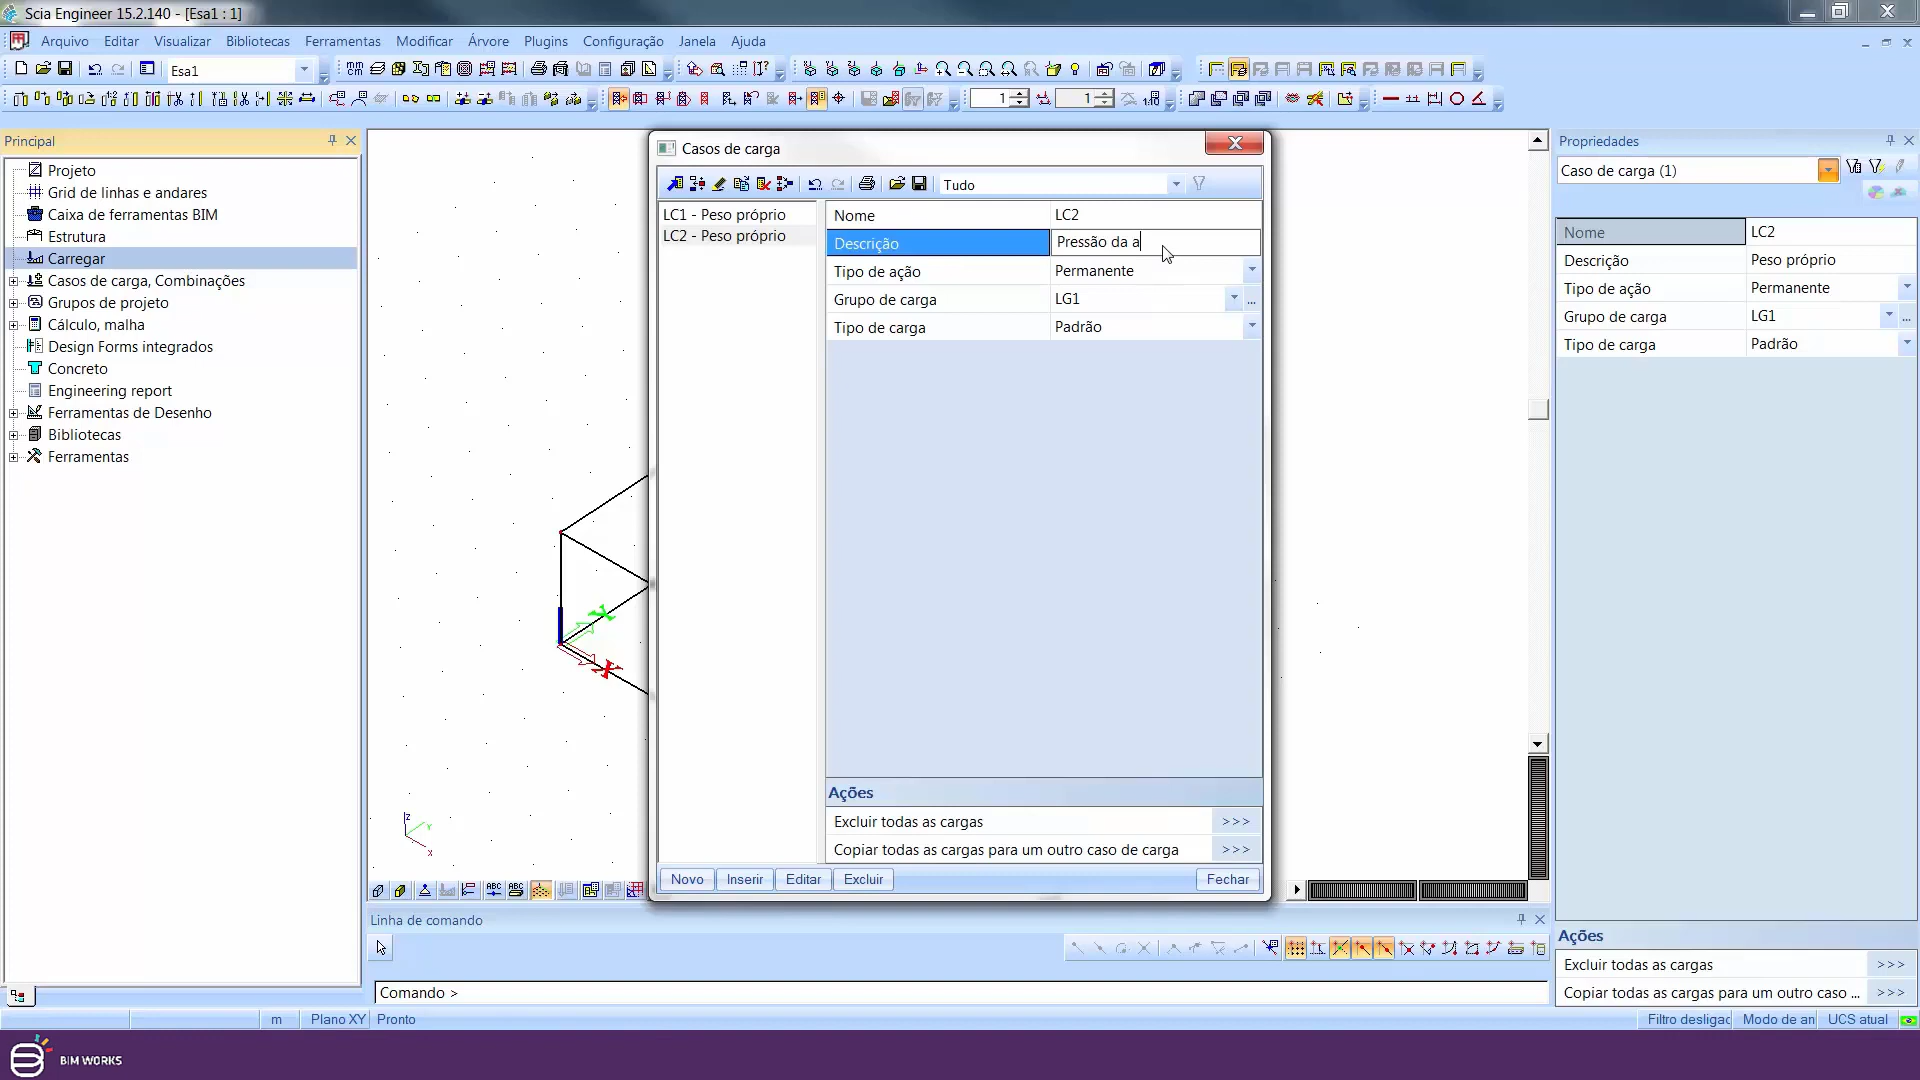 Scia Engineer 15.2.140 - [Esa1 : 1]
Arquivo Editar Visualizar Bibliotecas Ferramentas Modificar Árvore Plugins Configuração Janela Ajuda
Esa1
1
1
Principal
Projeto
Grid de linhas e andares
Caixa de ferramentas BIM
Estrutura
Carregar
Casos de carga, Combinações
Grupos de projeto
Cálculo, malha
Design Forms integrados
Concreto
Engineering report
Ferramentas de Desenho
Bibliotecas
Ferramentas
Casos de carga
Tudo
LC1 - Peso próprio
LC2 - Peso próprio
Nome LC2
Descrição Pressão da a
Tipo de ação Permanente
Grupo de carga LG1 ...
Tipo de carga Padrão
Ações
Excluir todas as cargas >>>
Copiar todas as cargas para um outro caso de carga >>>
Novo Inserir Editar Excluir Fechar
Y
X
Z
Y
X
ABC ABC
Propriedades
Caso de carga (1)
Nome LC2
Descrição Peso próprio
Tipo de ação Permanente
Grupo de carga LG1 ...
Tipo de carga Padrão
Ações
Excluir todas as cargas >>>
Copiar todas as cargas para um outro caso ... >>>
Linha de comando
Comando >
m Plano XY Pronto Filtro desligac Modo de an UCS atual
BIM WORKS